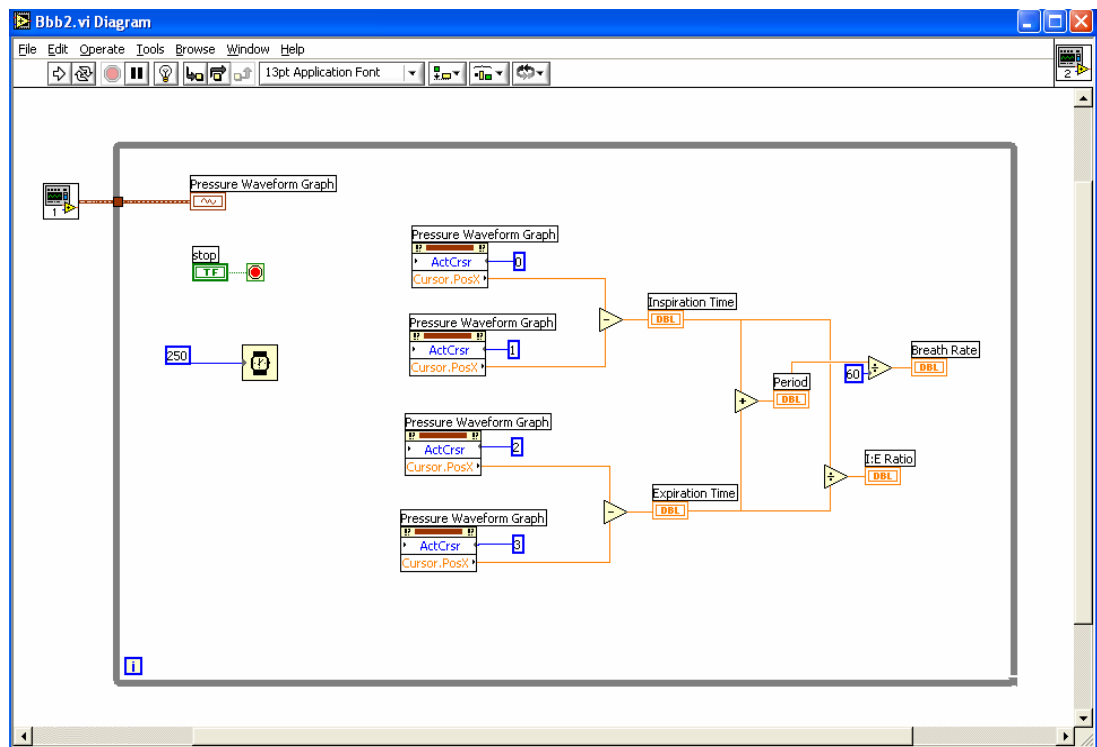 Bbb2.vi Diagram
File Edit Operate Tools Browse Window Help
13pt Application Font
2
1
Pressure Waveform Graph
stop
TF
250
Pressure Waveform Graph
ActCrsr
0
Cursor.PosX
Pressure Waveform Graph
ActCrsr
1
Cursor.PosX
Pressure Waveform Graph
ActCrsr
2
Cursor.PosX
Pressure Waveform Graph
ActCrsr
3
Cursor.PosX
Inspiration Time
DBL
Expiration Time
DBL
Period
DBL
60
Breath Rate
DBL
I:E Ratio
DBL
i